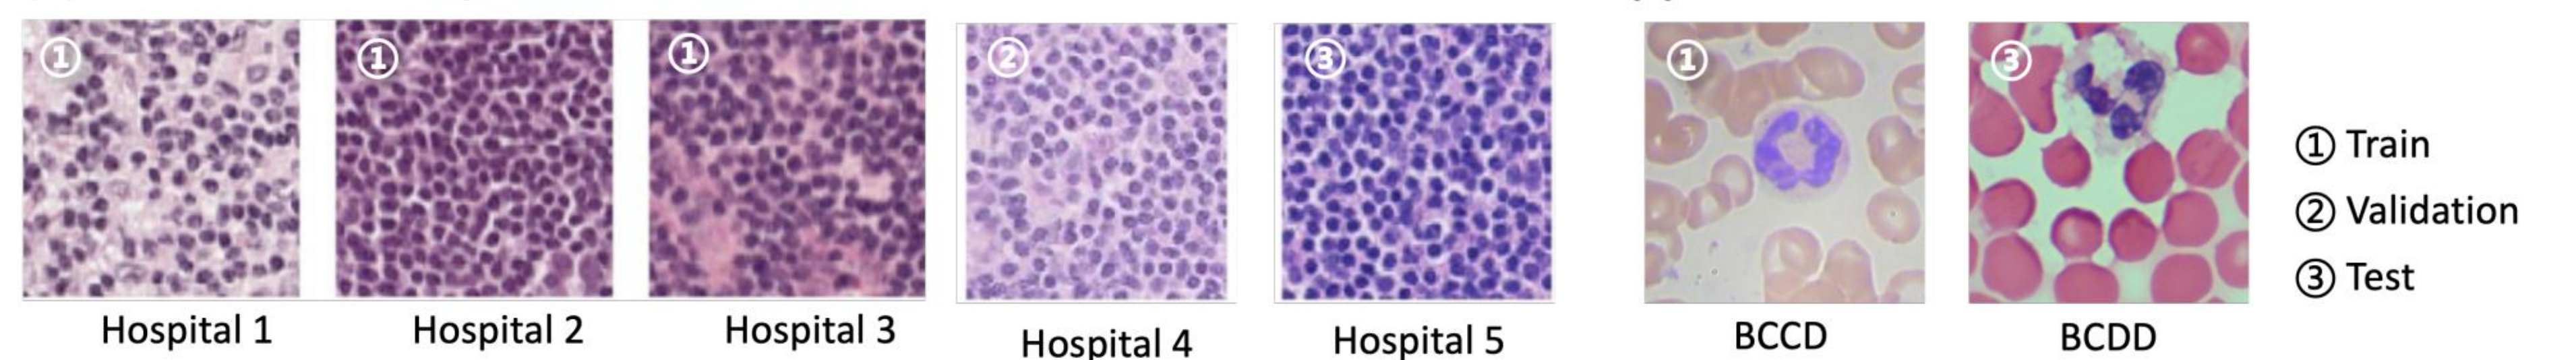 ① ① ① ② ③ ① ③
Hospital 1 Hospital 2 Hospital 3 Hospital 4 Hospital 5 BCCD BCDD
① Train
② Validation
③ Test